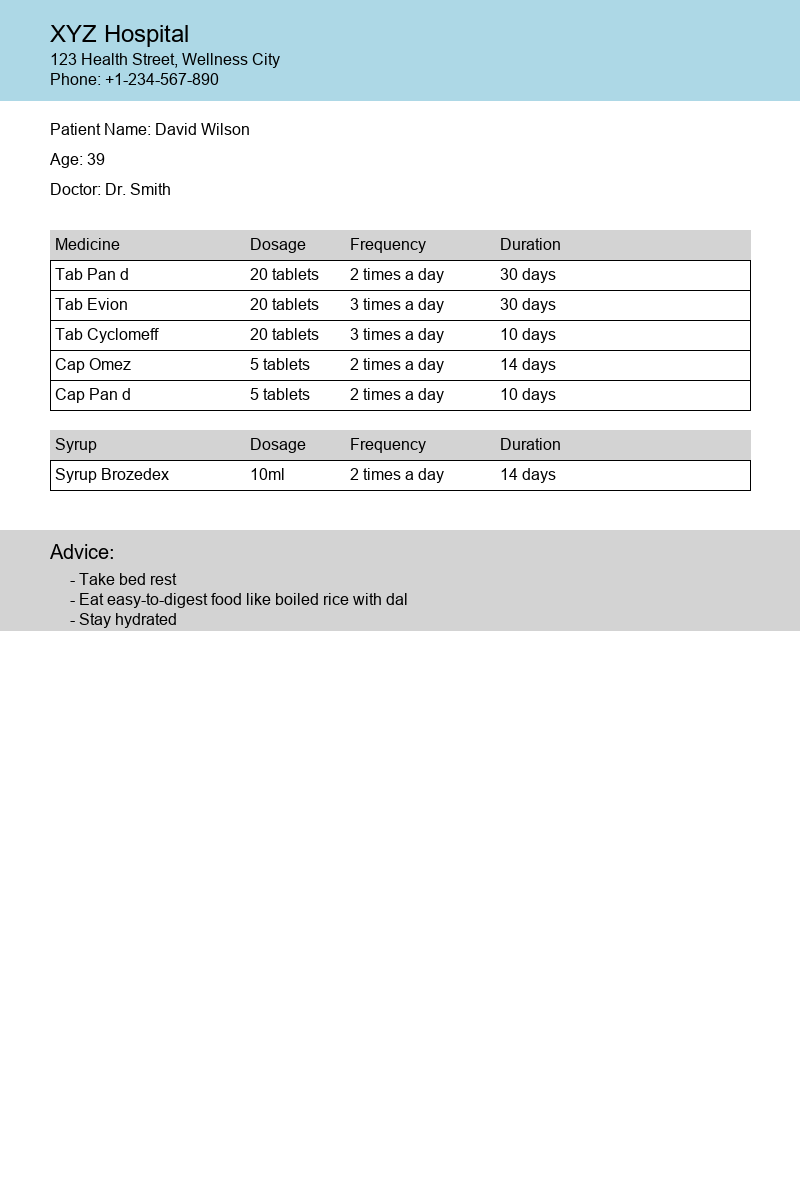 XYZ Hospital
123 Health Street, Wellness City
Phone: +1-234-567-890
Patient Name: David Wilson
Age: 39
Doctor: Dr. Smith
Medicine Dosage Frequency Duration
Tab Pan d 20 tablets 2 times a day 30 days
Tab Evion 20 tablets 3 times a day 30 days
Tab Cyclomeff 20 tablets 3 times a day 10 days
Cap Omez 5 tablets 2 times a day 14 days
Cap Pan d 5 tablets 2 times a day 10 days
Syrup Dosage Frequency Duration
Syrup Brozedex 10ml 2 times a day 14 days
Advice:
- Take bed rest
- Eat easy-to-digest food like boiled rice with dal
- Stay hydrated